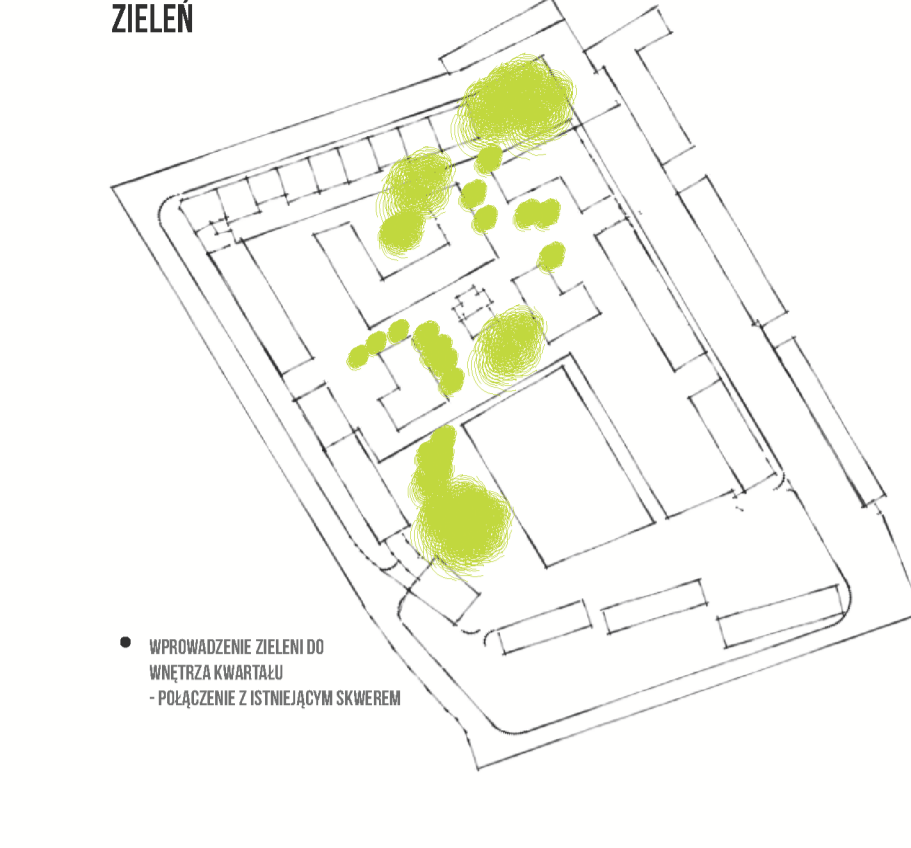 ZIELEŃ
WPROWADZENIE ZIELENI DO
WNĘTRZA KWARTAŁU
- POŁĄCZENIE Z ISTNIEJĄCYM SKWEREM